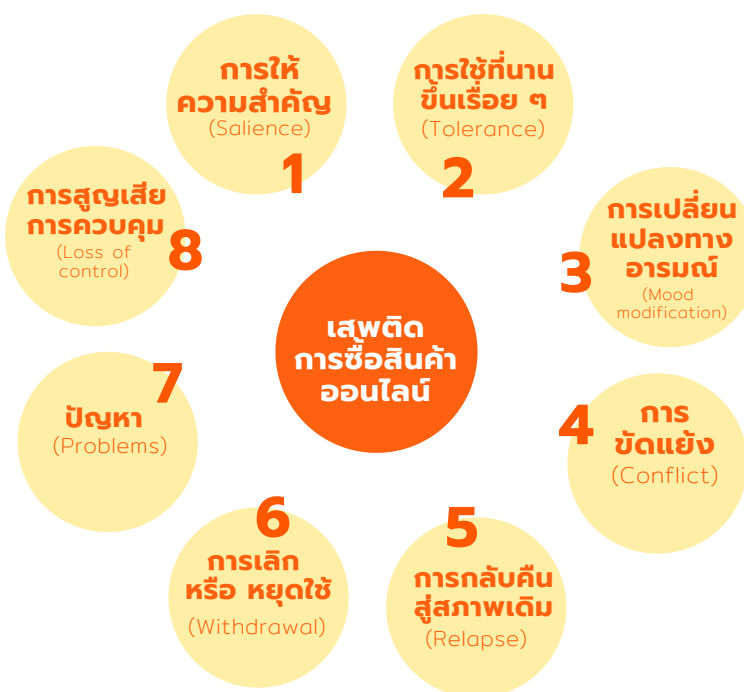 การให้
ความสำคัญ
(Salience)
1
การใช้ที่นาน
ขึ้นเรื่อย ๆ
(Tolerance)
2
การเปลี่ยน
แปลงทาง
อารมณ์
(Mood
modification)
3
การ
ขัดแย้ง
(Conflict)
4
การกลับคืน
สู่สภาพเดิม
(Relapse)
5
การเลิก
หรือ หยุดใช้
(Withdrawal)
6
ปัญหา
(Problems)
7
การสูญเสีย
การควบคุม
(Loss of
control)
8
เสพติด
การซื้อสินค้า
ออนไลน์